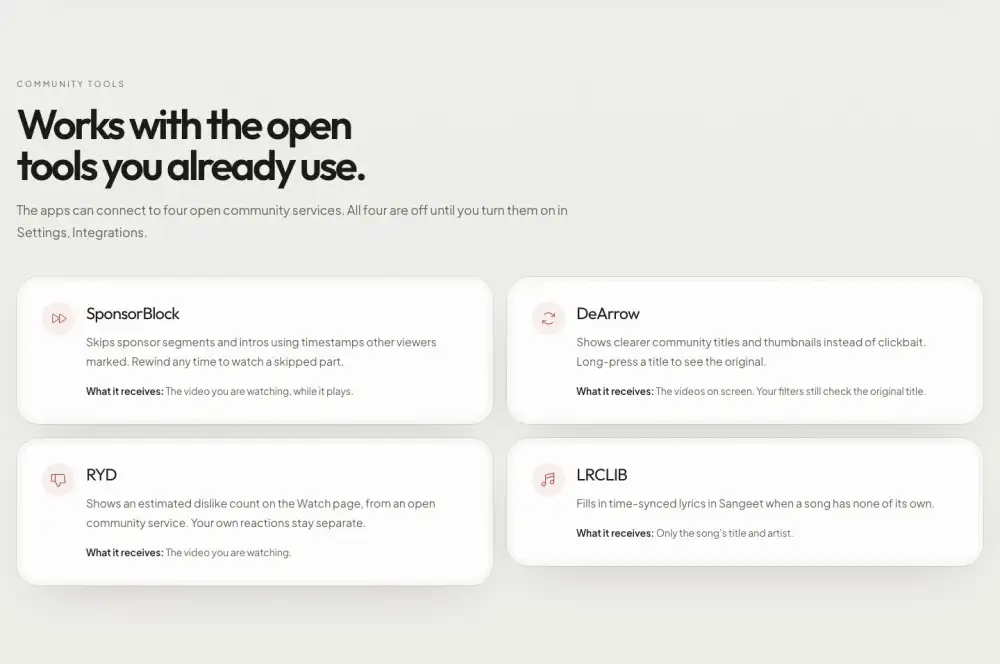 COMMUNITY TOOLS
Works with the open
tools you already use.
The apps can connect to four open community services. All four are off until you turn them on in
Settings, Integrations.
SponsorBlock
Skips sponsor segments and intros using timestamps other viewers
marked. Rewind any time to watch a skipped part.
What it receives: The video you are watching, while it plays.
DeArrow
Shows clearer community titles and thumbnails instead of clickbait.
Long-press a title to see the original.
What it receives: The videos on screen. Your filters still check the original title.
RYD
Shows an estimated dislike count on the Watch page, from an open
community service. Your own reactions stay separate.
What it receives: The video you are watching.
LRCLIB
Fills in time-synced lyrics in Sangeet when a song has none of its own.
What it receives: Only the song's title and artist.